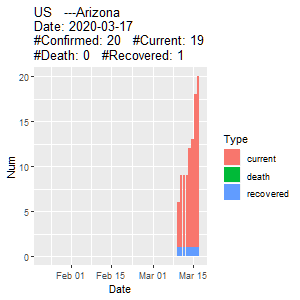 US   ---Arizona
Date: 2020-03-17
#Confirmed: 20   #Current: 19
#Death: 0   #Recovered: 1
20
15
10
5
0
Num
Feb 01
Feb 15
Mar 01
Mar 15
Date
Type
current
death
recovered